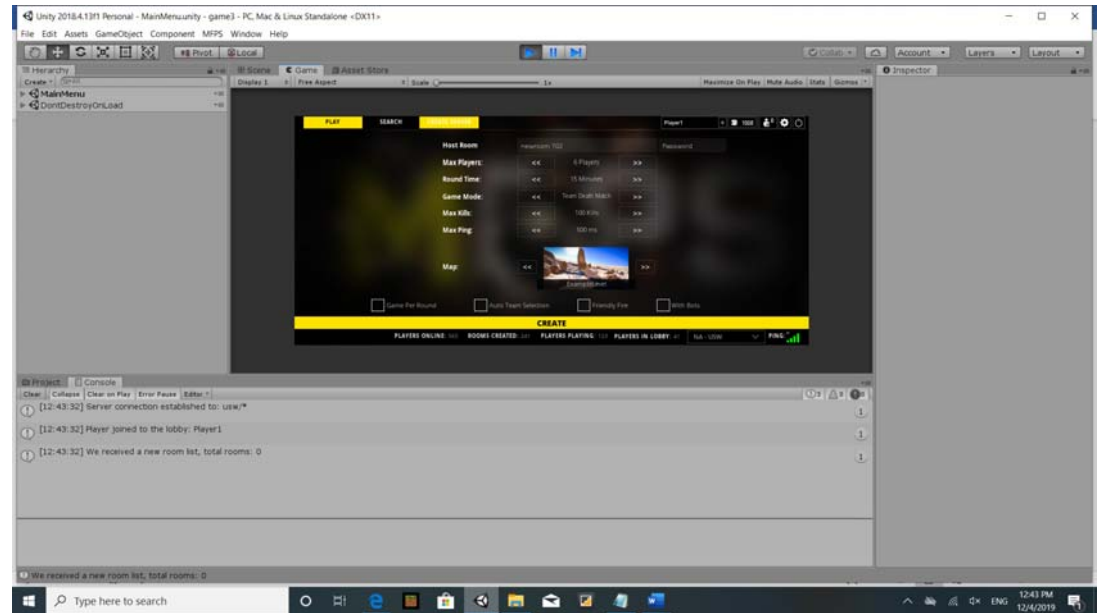 Unity 2018.4.13f1 Personal - MainMenu.unity - game3 - PC, Mac & Linux Standalone <DX11>
File Edit Assets GameObject Component MFPS Window Help
Pivot Local Collab Account Layers Layout
Hierarchy Scene Game Asset Store Inspector
Create Display 1 Free Aspect Scale 1x Maximize On Play Mute Audio Stats Gizmos
MainMenu
DontDestroyOnLoad
PLAY SEARCH CREATE SERVER Player1
Host Room Password
Max Players: << 6 Players >>
Round Time: << 15 Minutes >>
Game Mode: << Team Death Match >>
Max Kills: << 100 Kills >>
Max Ping: << 500 ms >>
Map: << >>
Game Per Round Auto Team Selection Friendly Fire With Bots
CREATE
PLAYERS ONLINE: ROOMS CREATED: PLAYERS PLAYING: PLAYERS IN LOBBY: NA - USW PING:
Project Console
Clear Collapse Clear on Play Error Pause Editor
[12:43:32] Server connection established to: usw/*
1
[12:43:32] Player joined to the lobby: Player1
1
[12:43:32] We received a new room list, total rooms: 0
1
We received a new room list, total rooms: 0
Type here to search ENG 12:43 PM
12/4/2019